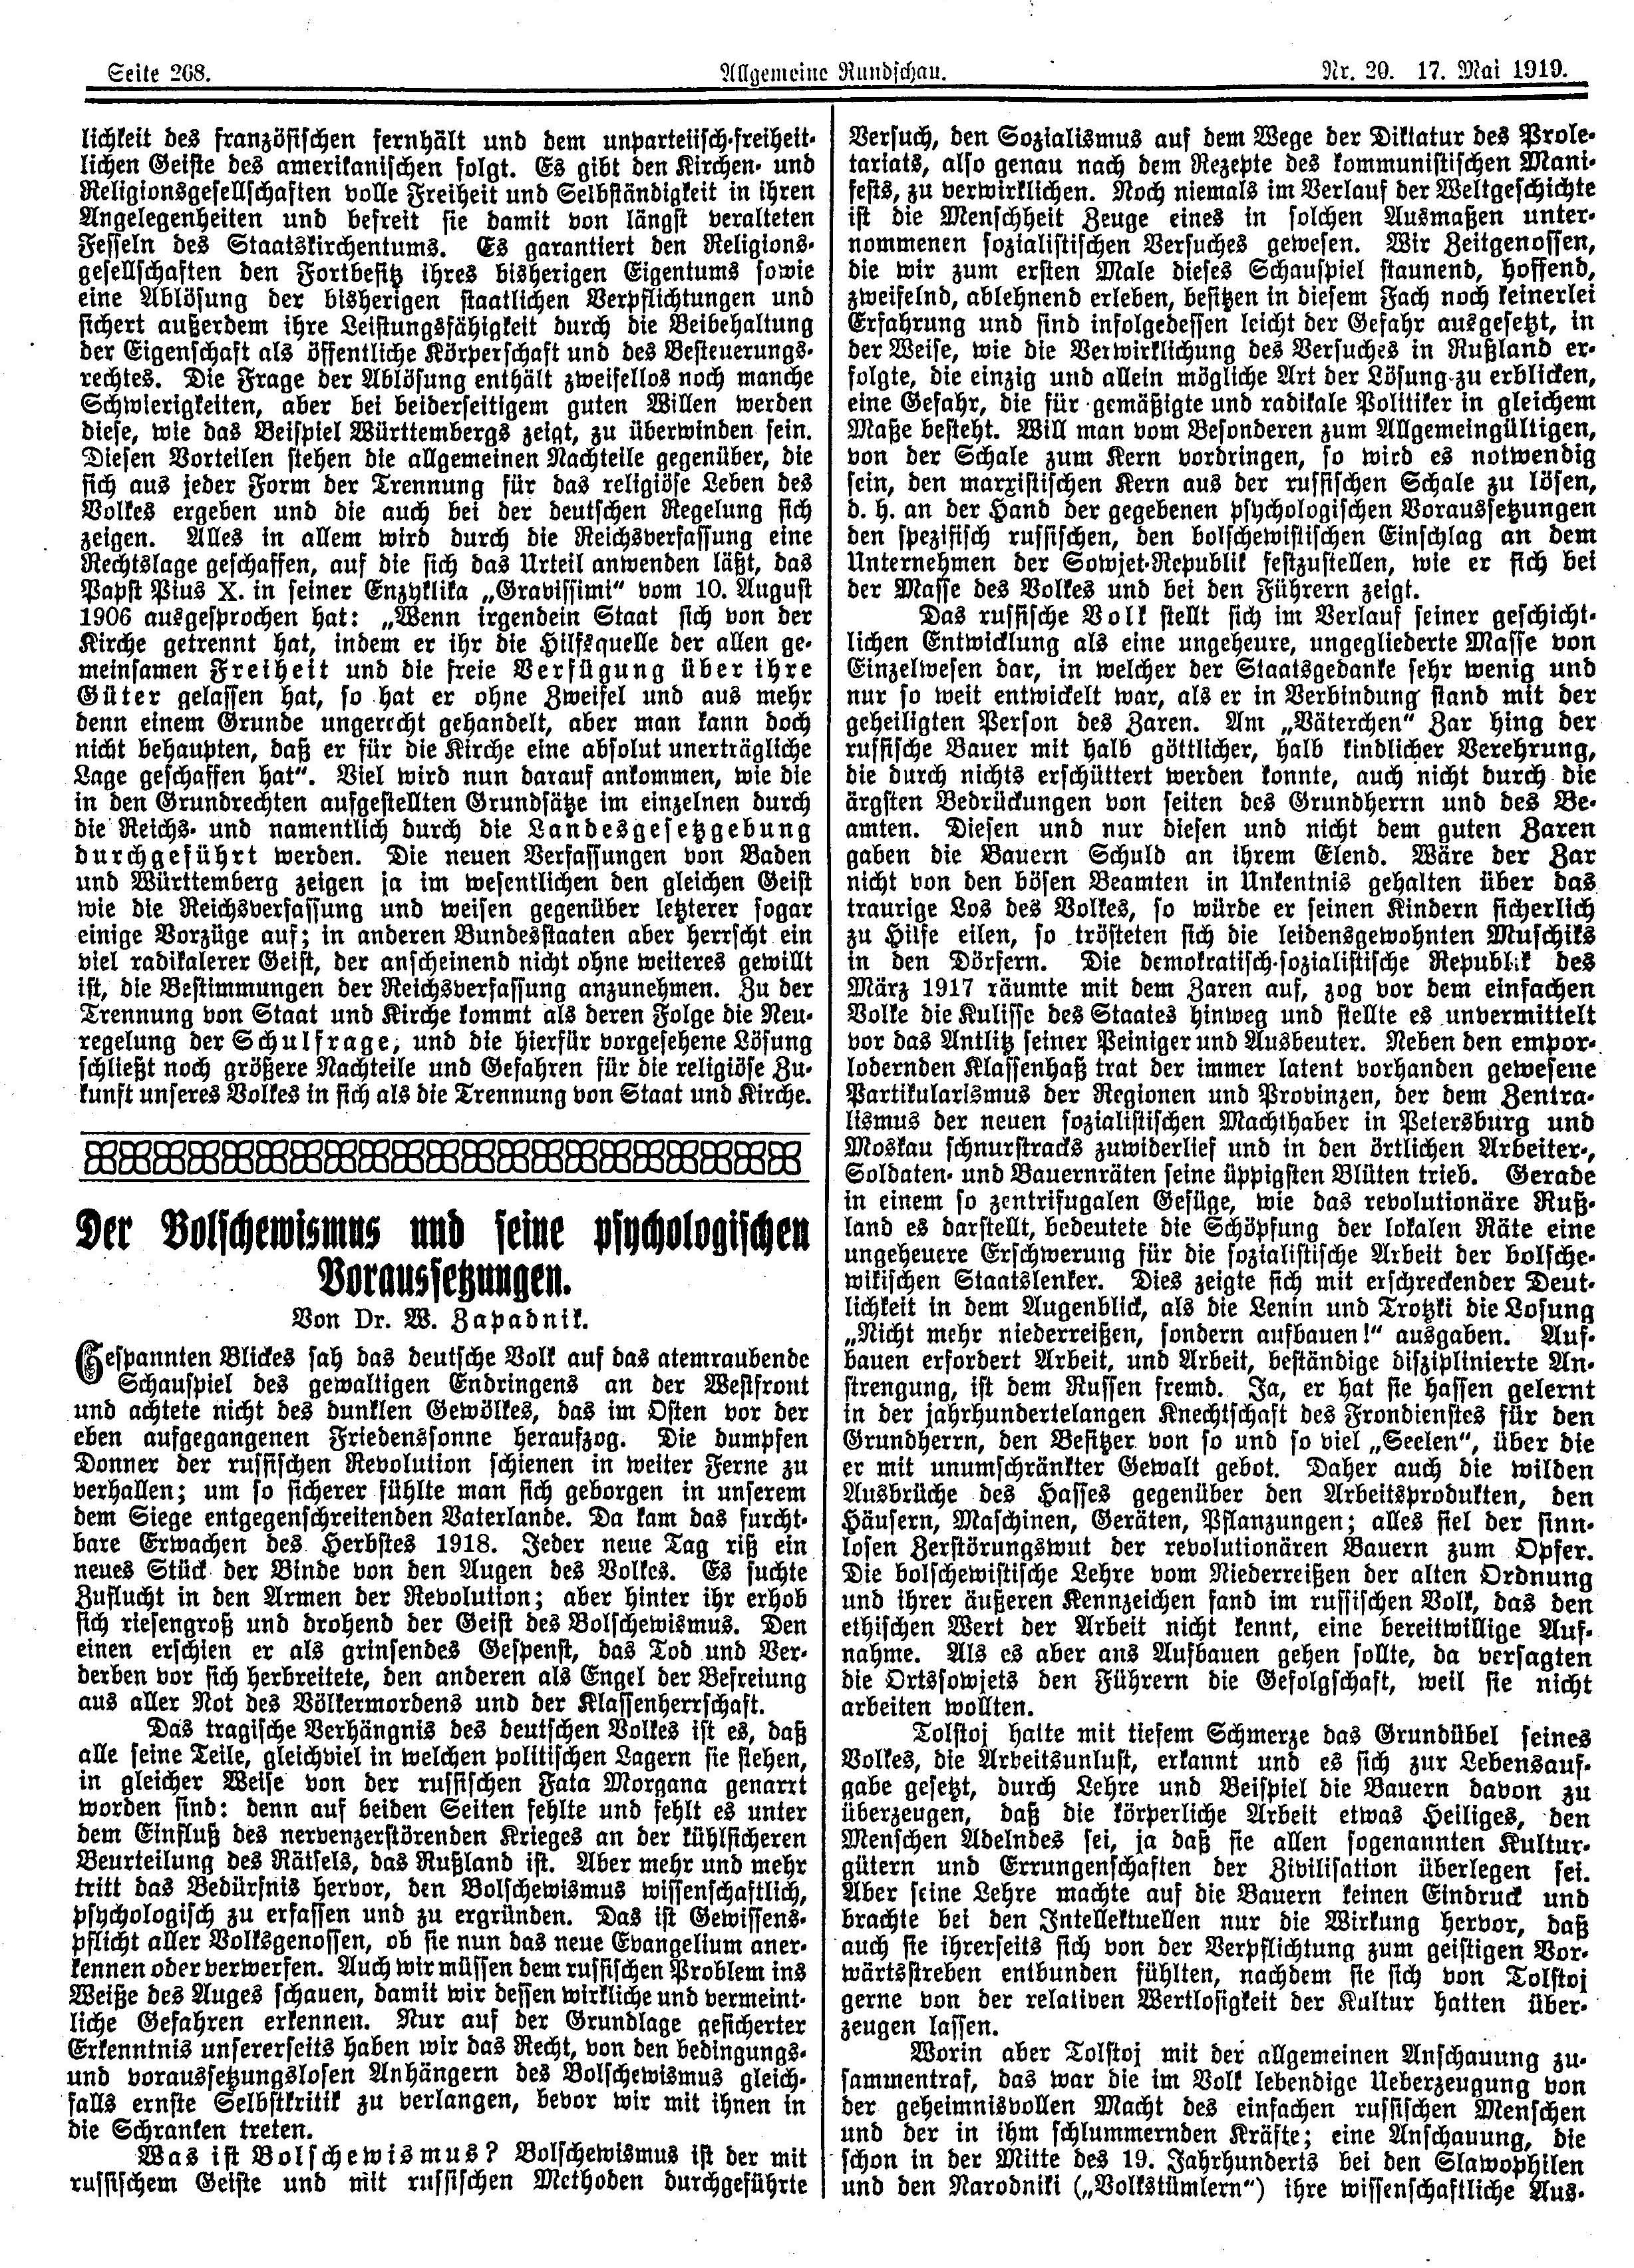 Seite 268.
Allgemeine Rundschau.
Nr. 20. 17. Mai 1919.
lichkeit des französischen fernhält und dem unparteiisch-freiheit-
lichen Geiste des amerikanischen folgt. Es gibt den Kirchen- und
Religionsgesellschaften volle Freiheit und Selbständigkeit in ihren
Angelegenheiten und befreit sie damit von längst veralteten
Fesseln des Staatskirchentums. Es garantiert den Religions-
gesellschaften den Fortbesitz ihres bisherigen Eigentums sowie
eine Ablösung der bisherigen staatlichen Verpflichtungen und
sichert außerdem ihre Leistungsfähigkeit durch die Beibehaltung
der Eigenschaft als öffentliche Körperschaft und des Besteuerungs-
rechtes. Die Frage der Ablösung enthält zweifellos noch manche
Schwierigkeiten, aber bei beiderseitigem guten Willen werden
diese, wie das Beispiel Württembergs zeigt, zu überwinden sein.
Diesen Vorteilen stehen die allgemeinen Nachteile gegenüber, die
sich aus jeder Form der Trennung für das religiöse Leben des
Volkes ergeben und die auch bei der deutschen Regelung sich
zeigen. Alles in allem wird durch die Reichsverfassung eine
Rechtslage geschaffen, auf die sich das Urteil anwenden läßt, das
Papst Pius X. in seiner Enzyklika „Gravissimi“ vom 10. August
1906 ausgesprochen hat: „Wenn irgendein Staat sich von der
Kirche getrennt hat, indem er ihr die Hilfsquelle der allen ge-
meinsamen Freiheit und die freie Verfügung über ihre
Güter gelassen hat, so hat er ohne Zweifel und aus mehr
denn einem Grunde ungerecht gehandelt, aber man kann doch
nicht behaupten, daß er für die Kirche eine absolut unerträgliche
Lage geschaffen hat“. Viel wird nun darauf ankommen, wie die
in den Grundrechten aufgestellten Grundsätze im einzelnen durch
die Reichs- und namentlich durch die Landesgesetzgebung
durchgeführt werden. Die neuen Verfassungen von Baden
und Württemberg zeigen ja im wesentlichen den gleichen Geist
wie die Reichsverfassung und weisen gegenüber letzterer sogar
einige Vorzüge auf; in anderen Bundesstaaten aber herrscht ein
viel radikalerer Geist, der anscheinend nicht ohne weiteres gewillt
ist, die Bestimmungen der Reichsverfassung anzunehmen. Zu der
Trennung von Staat und Kirche kommt als deren Folge die Neu-
regelung der Schulfrage, und die hierfür vorgesehene Lösung
schließt noch größere Nachteile und Gefahren für die religiöse Zu-
kunft unseres Volkes in sich als die Trennung von Staat und Kirche.
Der Bolschewismus und seine psychologischen
Voraussetzungen.
Von Dr. W. Zapadnik.
Gespannten Blickes sah das deutsche Volk auf das atemraubende
Schauspiel des gewaltigen Endringens an der Westfront
und achtete nicht des dunklen Gewölkes, das im Osten vor der
eben aufgegangenen Friedenssonne heraufzog. Die dumpfen
Donner der russischen Revolution schienen in weiter Ferne zu
verhallen; um so sicherer fühlte man sich geborgen in unserem
dem Siege entgegenschreitenden Vaterlande. Da kam das furcht-
bare Erwachen des Herbstes 1918. Jeder neue Tag riß ein
neues Stück der Binde von den Augen des Volkes. Es suchte
Zuflucht in den Armen der Revolution; aber hinter ihr erhob
sich riesengroß und drohend der Geist des Bolschewismus. Den
einen erschien er als grinsendes Gespenst, das Tod und Ver-
derben vor sich herbreitete, den anderen als Engel der Befreiung
aus aller Not des Völkermordens und der Klassenherrschaft.
Das tragische Verhängnis des deutschen Volkes ist es, daß
alle seine Teile, gleichviel in welchen politischen Lagern sie stehen,
in gleicher Weise von der russischen Fata Morgana genarrt
worden sind: denn auf beiden Seiten fehlte und fehlt es unter
dem Einfluß des nervenzerstörenden Krieges an der kühlsicheren
Beurteilung des Rätsels, das Rußland ist. Aber mehr und mehr
tritt das Bedürfnis hervor, den Bolschewismus wissenschaftlich,
psychologisch zu erfassen und zu ergründen. Das ist Gewissens-
pflicht aller Volksgenossen, ob sie nun das neue Evangelium aner-
kennen oder verwerfen. Auch wir müssen dem russischen Problem ins
Weiße des Auges schauen, damit wir dessen wirkliche und vermeint-
liche Gefahren erkennen. Nur auf der Grundlage gesicherter
Erkenntnis unsererseits haben wir das Recht, von den bedingungs-
und voraussetzungslosen Anhängern des Bolschewismus gleich-
falls ernste Selbstkritik zu verlangen, bevor wir mit ihnen in
die Schranken treten.
Was ist Bolschewismus? Bolschewismus ist der mit
russischem Geiste und mit russischen Methoden durchgeführte
Versuch, den Sozialismus auf dem Wege der Diktatur des Prole-
tariats, also genau nach dem Rezepte des kommunistischen Mani-
fests, zu verwirklichen. Noch niemals im Verlauf der Weltgeschichte
ist die Menschheit Zeuge eines in solchen Ausmaßen unter-
nommenen sozialistischen Versuches gewesen. Wir Zeitgenossen,
die wir zum ersten Male dieses Schauspiel staunend, hoffend,
zweifelnd, ablehnend erleben, besitzen in diesem Fach noch keinerlei
Erfahrung und sind infolgedessen leicht der Gefahr ausgesetzt, in
der Weise, wie die Verwirklichung des Versuches in Rußland er-
folgte, die einzig und allein mögliche Art der Lösung zu erblicken,
eine Gefahr, die für gemäßigte und radikale Politiker in gleichem
Maße besteht. Will man vom Besonderen zum Allgemeingültigen,
von der Schale zum Kern vordringen, so wird es notwendig
sein, den marxistischen Kern aus der russischen Schale zu lösen,
d. h. an der Hand der gegebenen psychologischen Voraussetzungen
den spezifisch russischen, den bolschewistischen Einschlag an dem
Unternehmen der Sowjet-Republik festzustellen, wie er sich bei
der Masse des Volkes und bei den Führern zeigt.
Das russische Volk stellt sich im Verlauf seiner geschicht-
lichen Entwicklung als eine ungeheure, ungegliederte Masse von
Einzelwesen dar, in welcher der Staatsgedanke sehr wenig und
nur so weit entwickelt war, als er in Verbindung stand mit der
geheiligten Person des Zaren. Am „Väterchen“ Zar hing der
russische Bauer mit halb göttlicher, halb kindlicher Verehrung,
die durch nichts erschüttert werden konnte, auch nicht durch die
ärgsten Bedrückungen von seiten des Grundherrn und des Be-
amten. Diesen und nur diesen und nicht dem guten Zaren
gaben die Bauern Schuld an ihrem Elend. Wäre der Zar
nicht von den bösen Beamten in Unkentnis gehalten über das
traurige Los des Volkes, so würde er seinen Kindern sicherlich
zu Hilfe eilen, so trösteten sich die leidensgewohnten Muschiks
in den Dörfern. Die demokratisch-sozialistische Republik des
März 1917 räumte mit dem Zaren auf, zog vor dem einfachen
Volke die Kulisse des Staates hinweg und stellte es unvermittelt
vor das Antlitz seiner Peiniger und Ausbeuter. Neben den empor-
lodernden Klassenhaß trat der immer latent vorhanden gewesene
Partikularismus der Regionen und Provinzen, der dem Zentra-
lismus der neuen sozialistischen Machthaber in Petersburg und
Moskau schnurstracks zuwiderlief und in den örtlichen Arbeiter-,
Soldaten- und Bauernräten seine üppigsten Blüten trieb. Gerade
in einem so zentrifugalen Gefüge, wie das revolutionäre Ruß-
land es darstellt, bedeutete die Schöpfung der lokalen Räte eine
ungeheuere Erschwerung für die sozialistische Arbeit der bolsche-
wikischen Staatslenker. Dies zeigte sich mit erschreckender Deut-
lichkeit in dem Augenblick, als die Lenin und Trotzki die Losung
„Nicht mehr niederreißen, sondern aufbauen!“ ausgaben. Auf-
bauen erfordert Arbeit, und Arbeit, beständige disziplinierte An-
strengung, ist dem Russen fremd. Ja, er hat sie hassen gelernt
in der jahrhundertelangen Knechtschaft des Frondienstes für den
Grundherrn, den Besitzer von so und so viel „Seelen“, über die
er mit unumschränkter Gewalt gebot. Daher auch die wilden
Ausbrüche des Hasses gegenüber den Arbeitsprodukten, den
Häusern, Maschinen, Geräten, Pflanzungen; alles fiel der sinn-
losen Zerstörungswut der revolutionären Bauern zum Opfer.
Die bolschewistische Lehre vom Niederreißen der alten Ordnung
und ihrer äußeren Kennzeichen fand im russischen Volk, das den
ethischen Wert der Arbeit nicht kennt, eine bereitwillige Auf-
nahme. Als es aber ans Aufbauen gehen sollte, da versagten
die Ortssowjets den Führern die Gefolgschaft, weil sie nicht
arbeiten wollten.
Tolstoj hatte mit tiefem Schmerze das Grundübel seines
Volkes, die Arbeitsunlust, erkannt und es sich zur Lebensauf-
gabe gesetzt, durch Lehre und Beispiel die Bauern davon zu
überzeugen, daß die körperliche Arbeit etwas Heiliges, den
Menschen Adelndes sei, ja daß sie allen sogenannten Kultur-
gütern und Errungenschaften der Zivilisation überlegen sei.
Aber seine Lehre machte auf die Bauern keinen Eindruck und
brachte bei den Intellektuellen nur die Wirkung hervor, daß
auch sie ihrerseits sich von der Verpflichtung zum geistigen Vor-
wärtsstreben entbunden fühlten, nachdem sie sich von Tolstoj
gerne von der relativen Wertlosigkeit der Kultur hatten über-
zeugen lassen.
Worin aber Tolstoj mit der allgemeinen Anschauung zu-
sammentraf, das war die im Volk lebendige Ueberzeugung von
der geheimnisvollen Macht des einfachen russischen Menschen
und der in ihm schlummernden Kräfte; eine Anschauung, die
schon in der Mitte des 19. Jahrhunderts bei den Slawophilen
und den Narodniki („Volkstümlern“) ihre wissenschaftliche Aus-